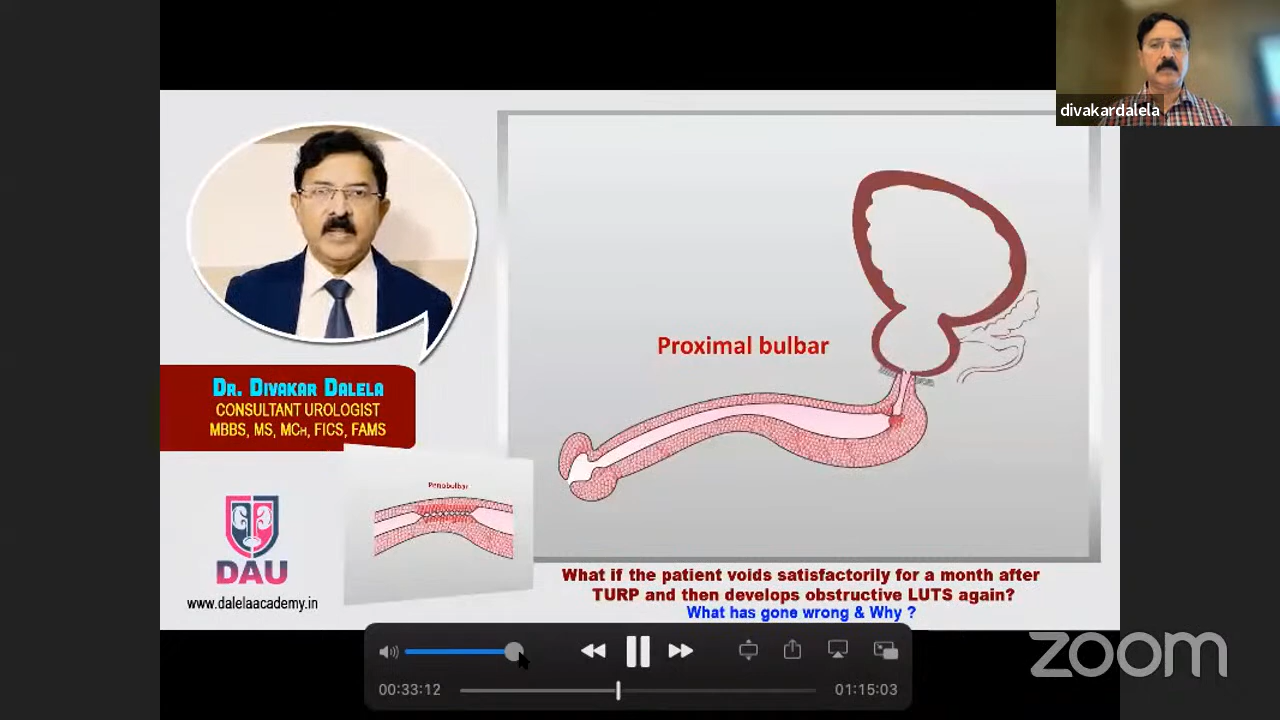 divakardalela
Proximal bulbar
DR. DIVAKAR DALELA
CONSULTANT UROLOGIST
MBBS, MS, MCH, FICS, FAMS
Penobulbar
DAU
www.dalelaacademy.in
What if the patient voids satisfactorily for a month after
TURP and then develops obstructive LUTS again?
What has gone wrong & Why ?
zoom
00:33:12
01:15:03